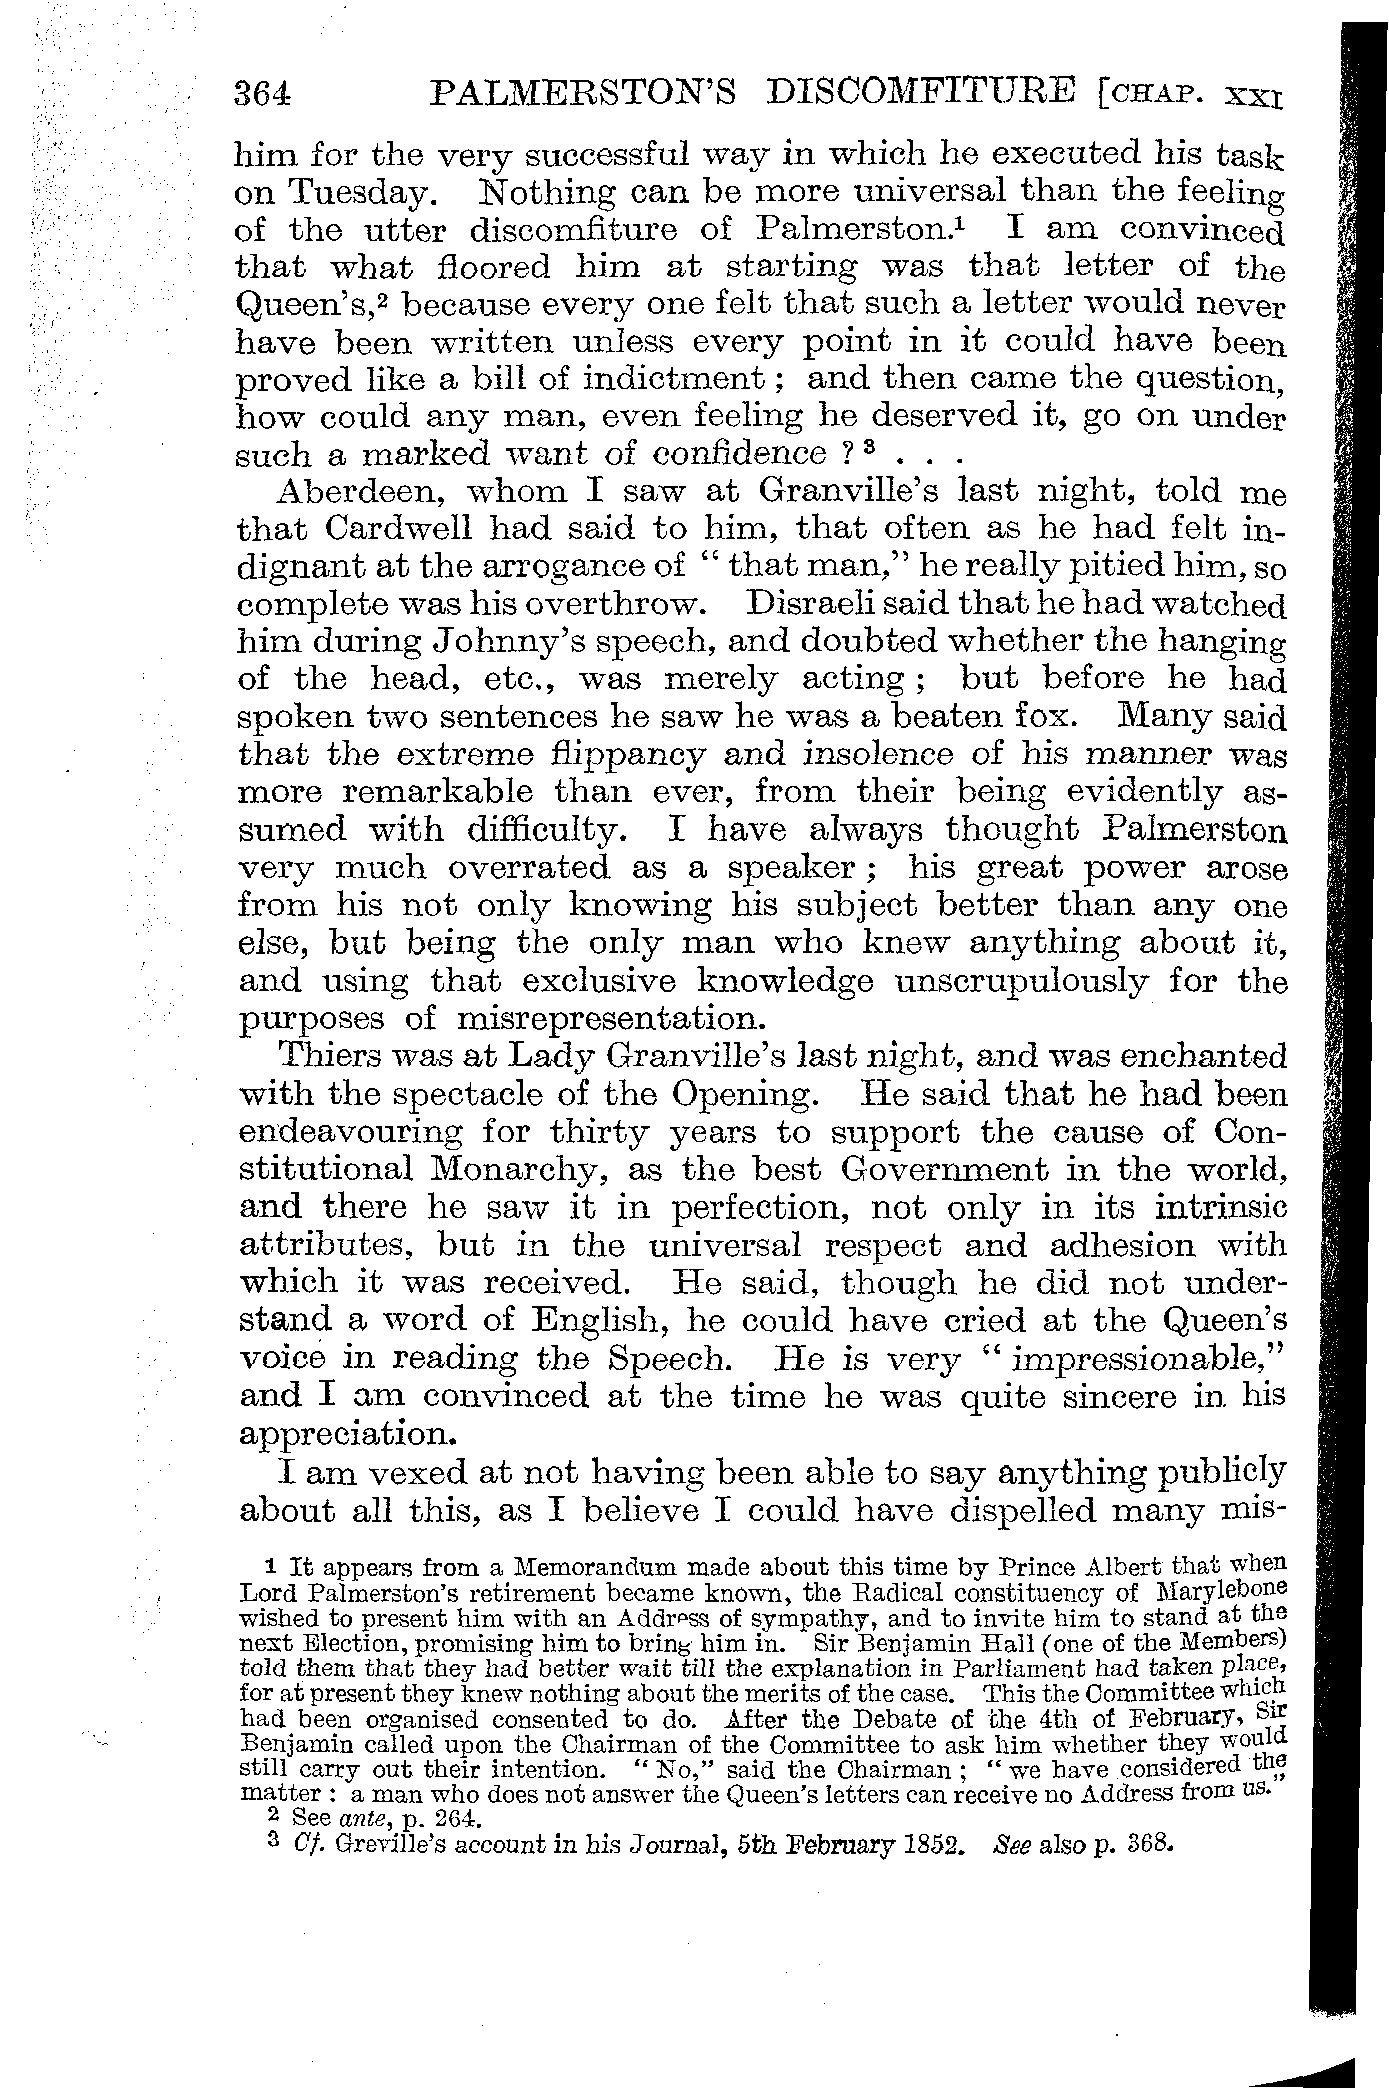 364 PALMERSTON'S DISCOMFITURE [CHAP. XXI
him for the very successful way in which he executed his task
on Tuesday. Nothing can be more universal than the feeling
of the utter discomfiture of Palmerston.¹ I am convinced
that what floored him at starting was that letter of the
Queen's,² because every one felt that such a letter would never
have been written unless every point in it could have been
proved like a bill of indictment ; and then came the question,
how could any man, even feeling he deserved it, go on under
such a marked want of confidence ? ³ . . .
Aberdeen, whom I saw at Granville's last night, told me
that Cardwell had said to him, that often as he had felt in-
dignant at the arrogance of " that man," he really pitied him, so
complete was his overthrow. Disraeli said that he had watched
him during Johnny's speech, and doubted whether the hanging
of the head, etc., was merely acting ; but before he had
spoken two sentences he saw he was a beaten fox. Many said
that the extreme flippancy and insolence of his manner was
more remarkable than ever, from their being evidently as-
sumed with difficulty. I have always thought Palmerston
very much overrated as a speaker ; his great power arose
from his not only knowing his subject better than any one
else, but being the only man who knew anything about it,
and using that exclusive knowledge unscrupulously for the
purposes of misrepresentation.
Thiers was at Lady Granville's last night, and was enchanted
with the spectacle of the Opening. He said that he had been
endeavouring for thirty years to support the cause of Con-
stitutional Monarchy, as the best Government in the world,
and there he saw it in perfection, not only in its intrinsic
attributes, but in the universal respect and adhesion with
which it was received. He said, though he did not under-
stand a word of English, he could have cried at the Queen's
voice in reading the Speech. He is very " impressionable,"
and I am convinced at the time he was quite sincere in his
appreciation.
I am vexed at not having been able to say anything publicly
about all this, as I believe I could have dispelled many mis-
1 It appears from a Memorandum made about this time by Prince Albert that when
Lord Palmerston's retirement became known, the Radical constituency of Marylebone
wished to present him with an Address of sympathy, and to invite him to stand at the
next Election, promising him to bring him in. Sir Benjamin Hall (one of the Members)
told them that they had better wait till the explanation in Parliament had taken place,
for at present they knew nothing about the merits of the case. This the Committee which
had been organised consented to do. After the Debate of the 4th of February, Sir
Benjamin called upon the Chairman of the Committee to ask him whether they would
still carry out their intention. " No," said the Chairman ; " we have considered the
matter : a man who does not answer the Queen's letters can receive no Address from us."
2 See ante, p. 264.
3 Cf. Greville's account in his Journal, 5th February 1852. See also p. 368.